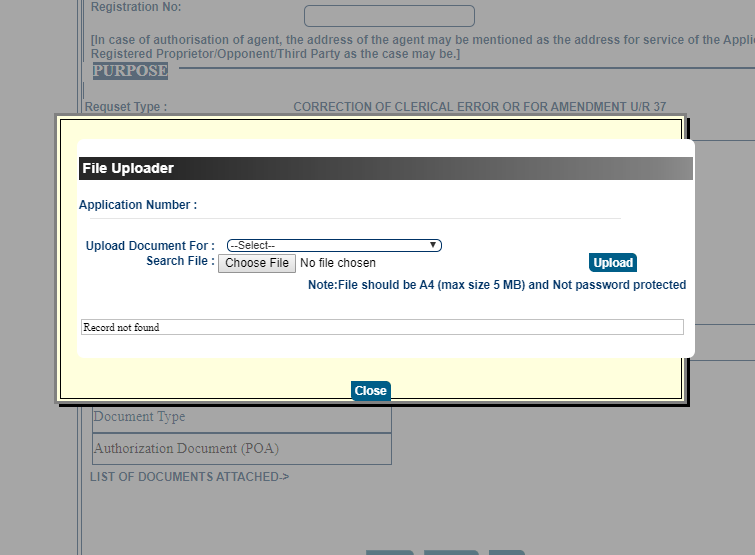 Registration No:
[In case of authorisation of agent, the address of the agent may be mentioned as the address for service of the
Registered Proprietor/Opponent/Third Party as the case may be.]
PURPOSE
Requset Type : CORRECTION OF CLERICAL ERROR OR FOR AMENDMENT U/R 37
File Uploader
Application Number :
Upload Document For : --Select--
Search File : Choose File No file chosen
Upload
Note:File should be A4 (max size 5 MB) and Not password protected
Record not found
Close
Document Type
Authorization Document (POA)
LIST OF DOCUMENTS ATTACHED->